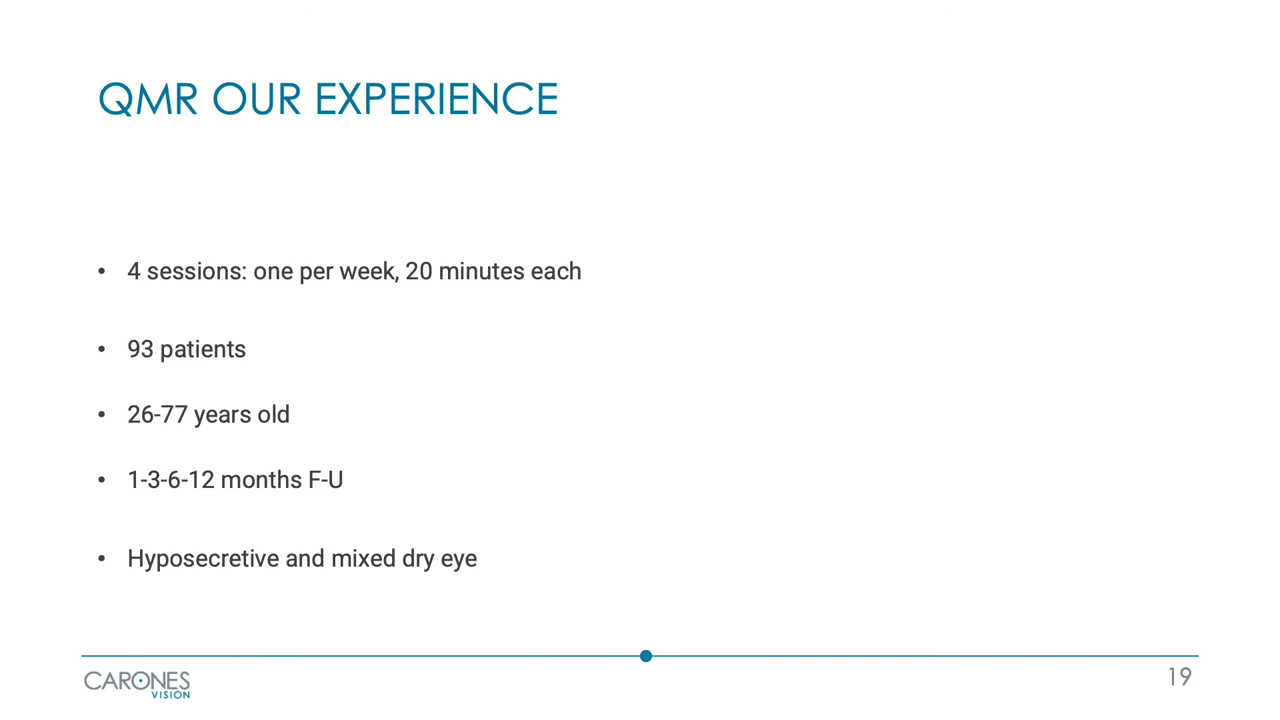 QMR OUR EXPERIENCE
• 4 sessions: one per week, 20 minutes each
• 93 patients
• 26-77 years old
• 1-3-6-12 months F-U
• Hyposecretive and mixed dry eye
CARONES
VISION
19